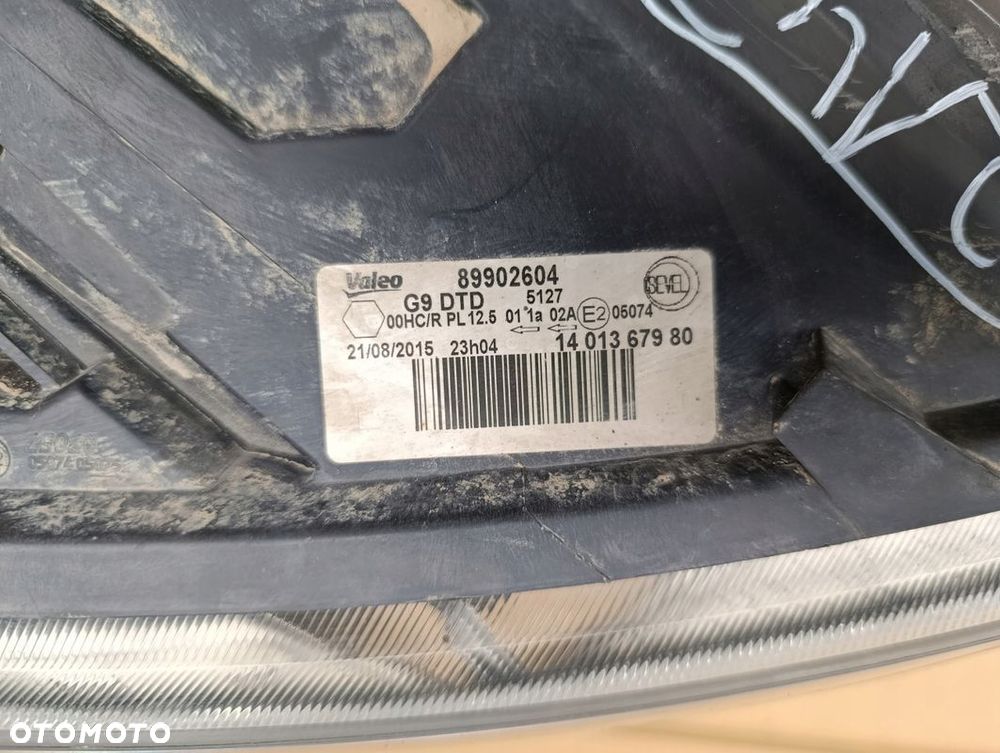 Valeo 89902604
G9 DTD 5127 SEVEL
00HC/R PL 12.5 01 1a 02A E2 05074
21/08/2015 23h04 14 013 679 80
OTOMOTO